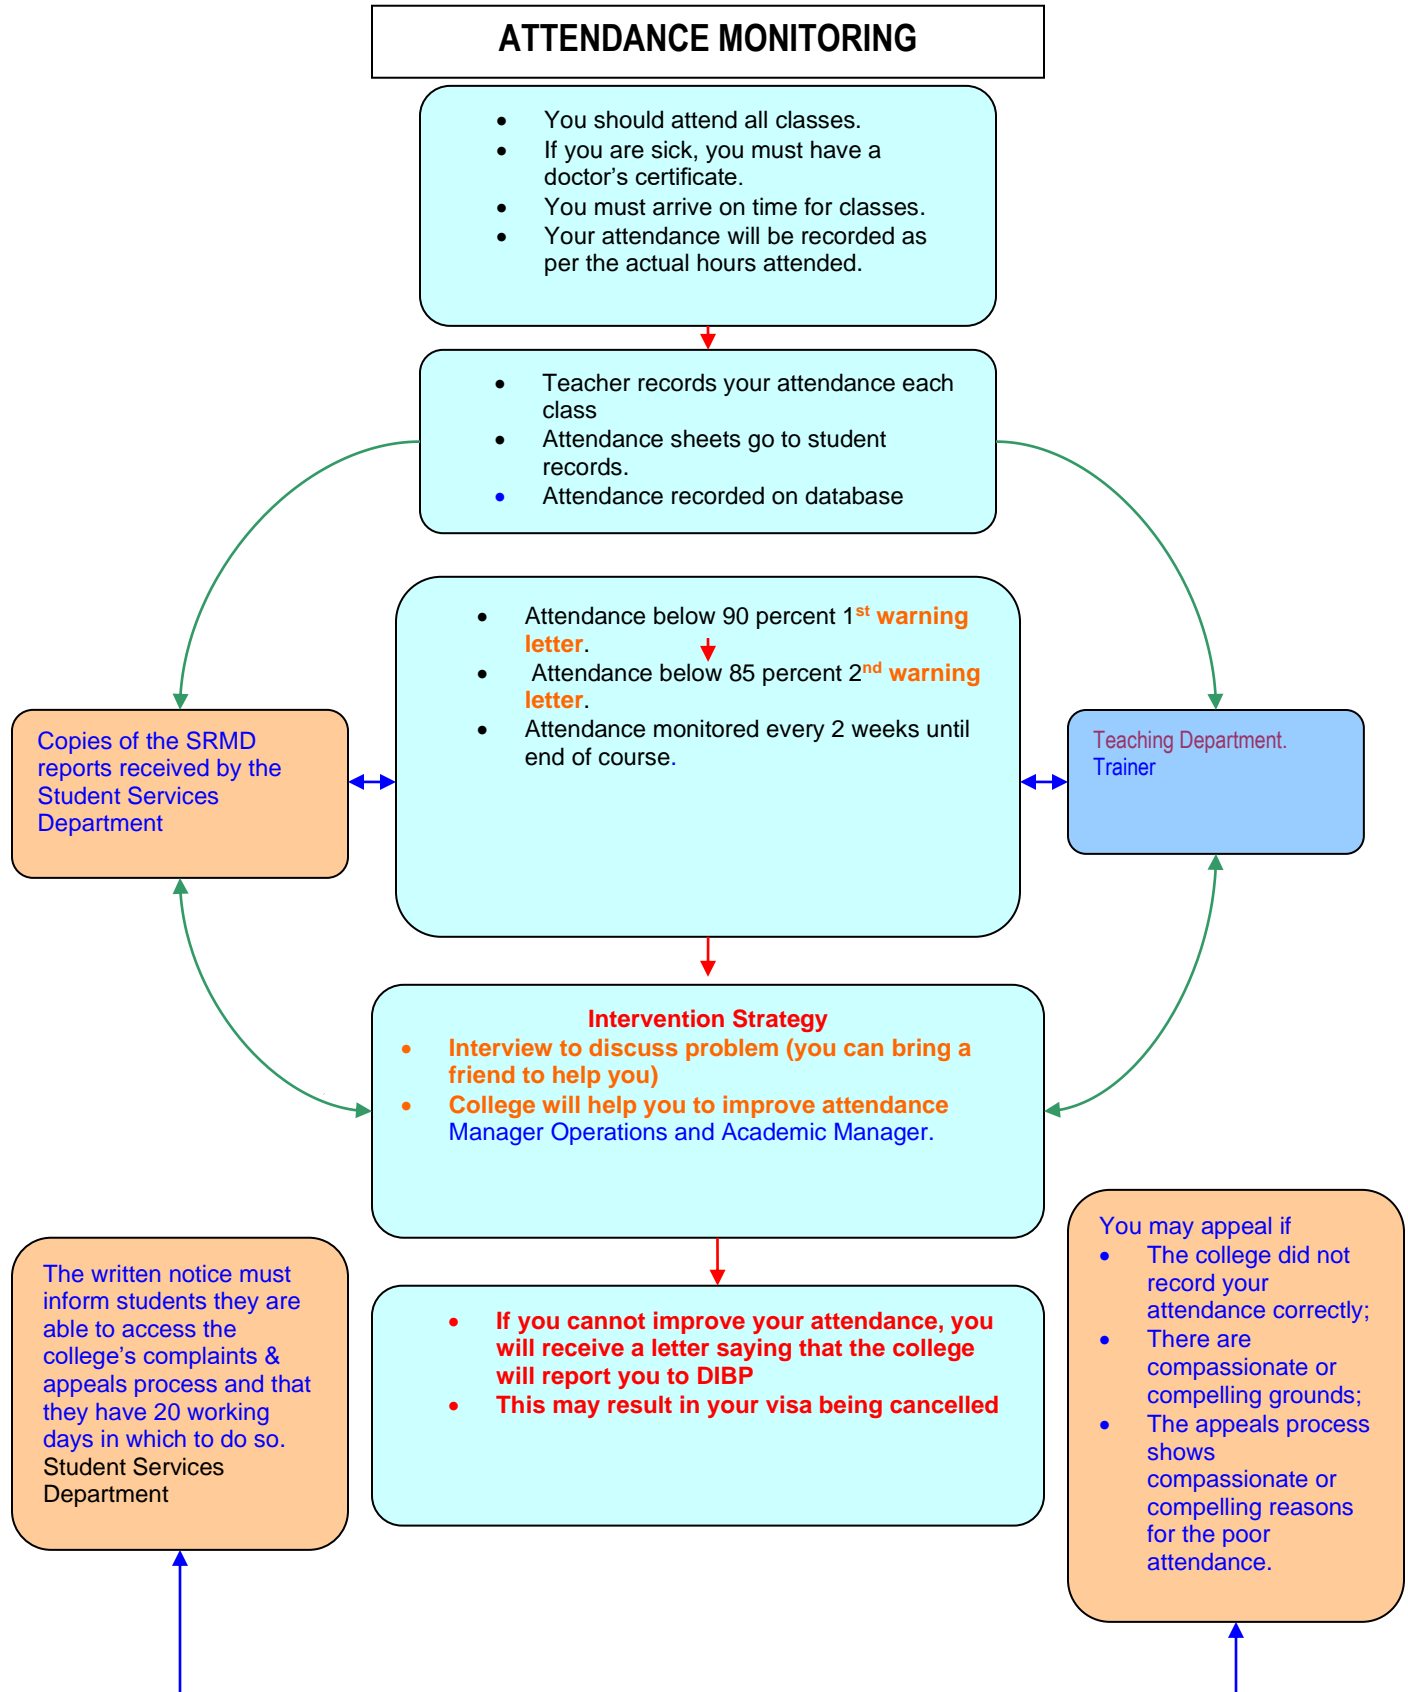 ATTENDANCE MONITORING
• You should attend all classes.
• If you are sick, you must have a
doctor’s certificate.
• You must arrive on time for classes.
• Your attendance will be recorded as
per the actual hours attended.
• Teacher records your attendance each
class
• Attendance sheets go to student
records.
• Attendance recorded on database
• Attendance below 90 percent 1st warning
letter.
• Attendance below 85 percent 2nd warning
letter.
• Attendance monitored every 2 weeks until
end of course.
Copies of the SRMD
reports received by the
Student Services
Department
Teaching Department.
Trainer
Intervention Strategy
• Interview to discuss problem (you can bring a
friend to help you)
• College will help you to improve attendance
Manager Operations and Academic Manager.
The written notice must
inform students they are
able to access the
college’s complaints &
appeals process and that
they have 20 working
days in which to do so.
Student Services
Department
• If you cannot improve your attendance, you
will receive a letter saying that the college
will report you to DIBP
• This may result in your visa being cancelled
You may appeal if
• The college did not
record your
attendance correctly;
• There are
compassionate or
compelling grounds;
• The appeals process
shows
compassionate or
compelling reasons
for the poor
attendance.